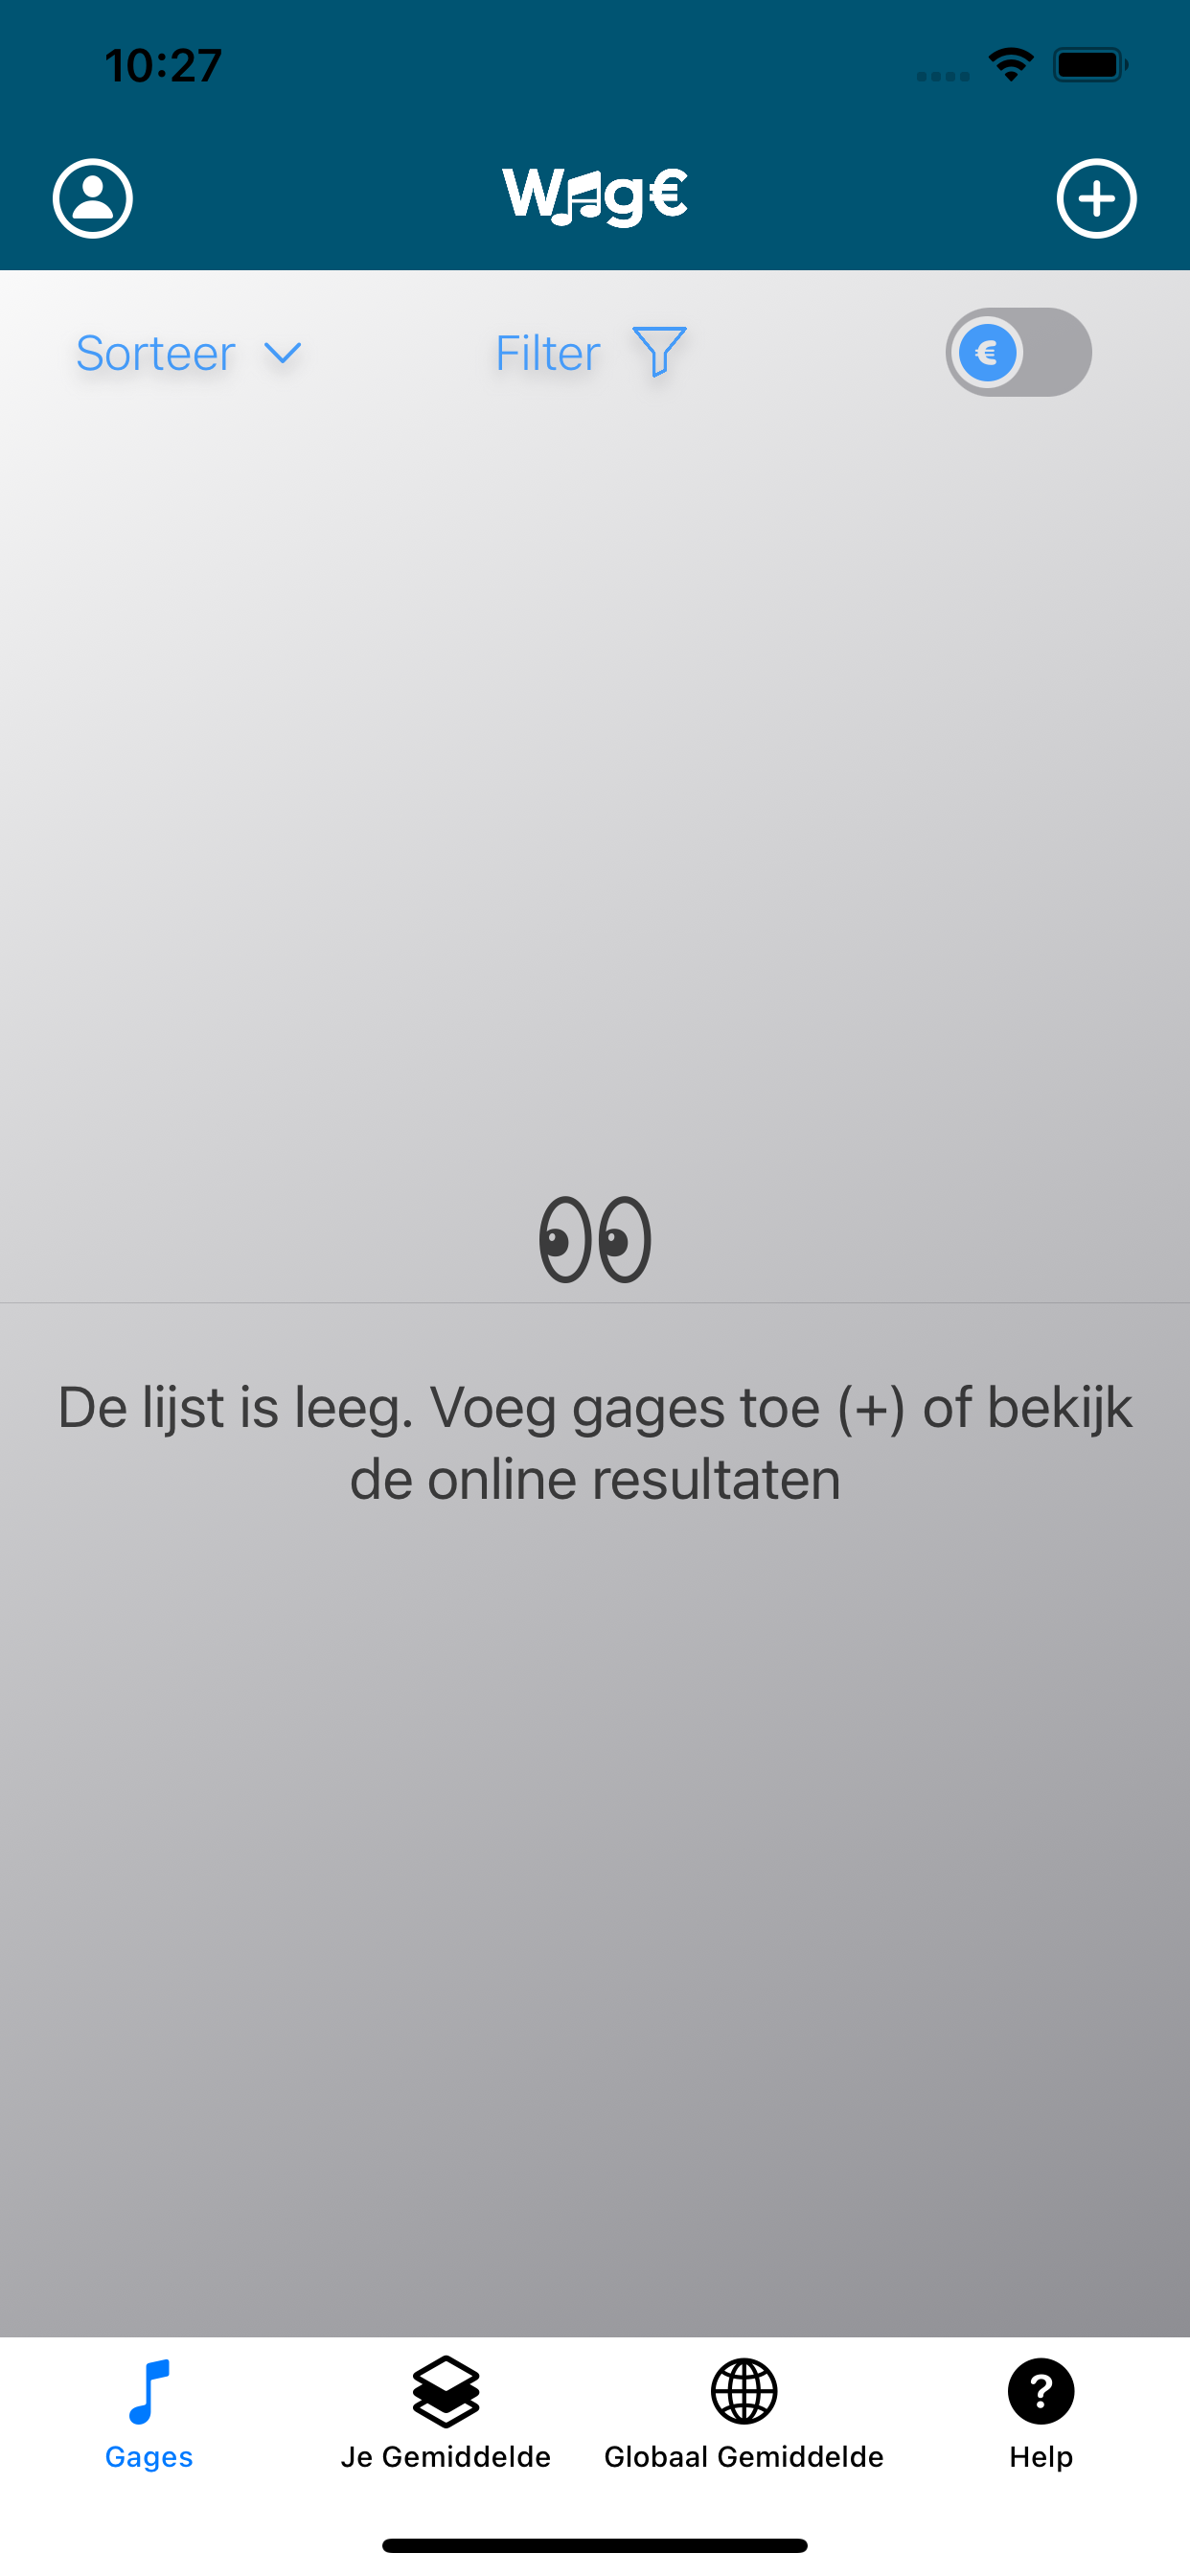 10:27
W♫g€
Sorteer
Filter
€
De lijst is leeg. Voeg gages toe (+) of bekijk
de online resultaten
Gages
Je Gemiddelde
Globaal Gemiddelde
?
Help